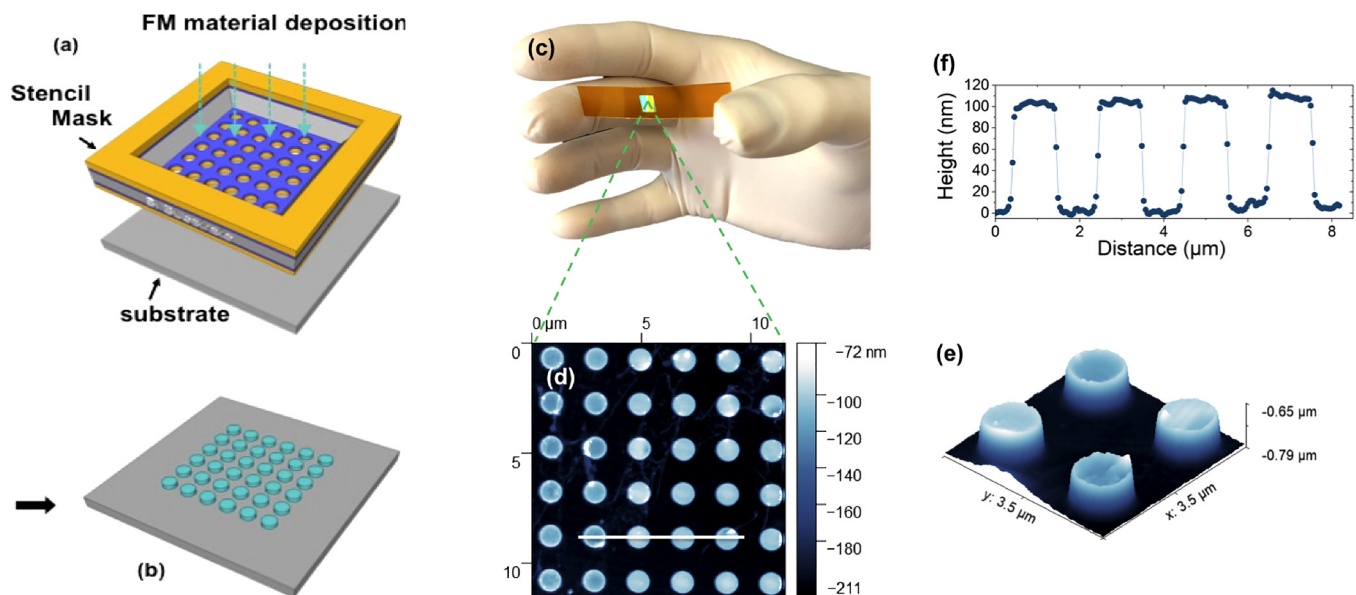 FM material deposition
(a)
Stencil
Mask
substrate
(b)
(c)
0 µm
5
10
0
5
10
(d)
−72 nm
−100
−120
−140
−160
−180
−211
(f)
Height (nm)
120
100
80
60
40
20
0
0
2
4
6
8
Distance (µm)
(e)
-0.65 µm
-0.79 µm
y: 3.5 µm
x: 3.5 µm